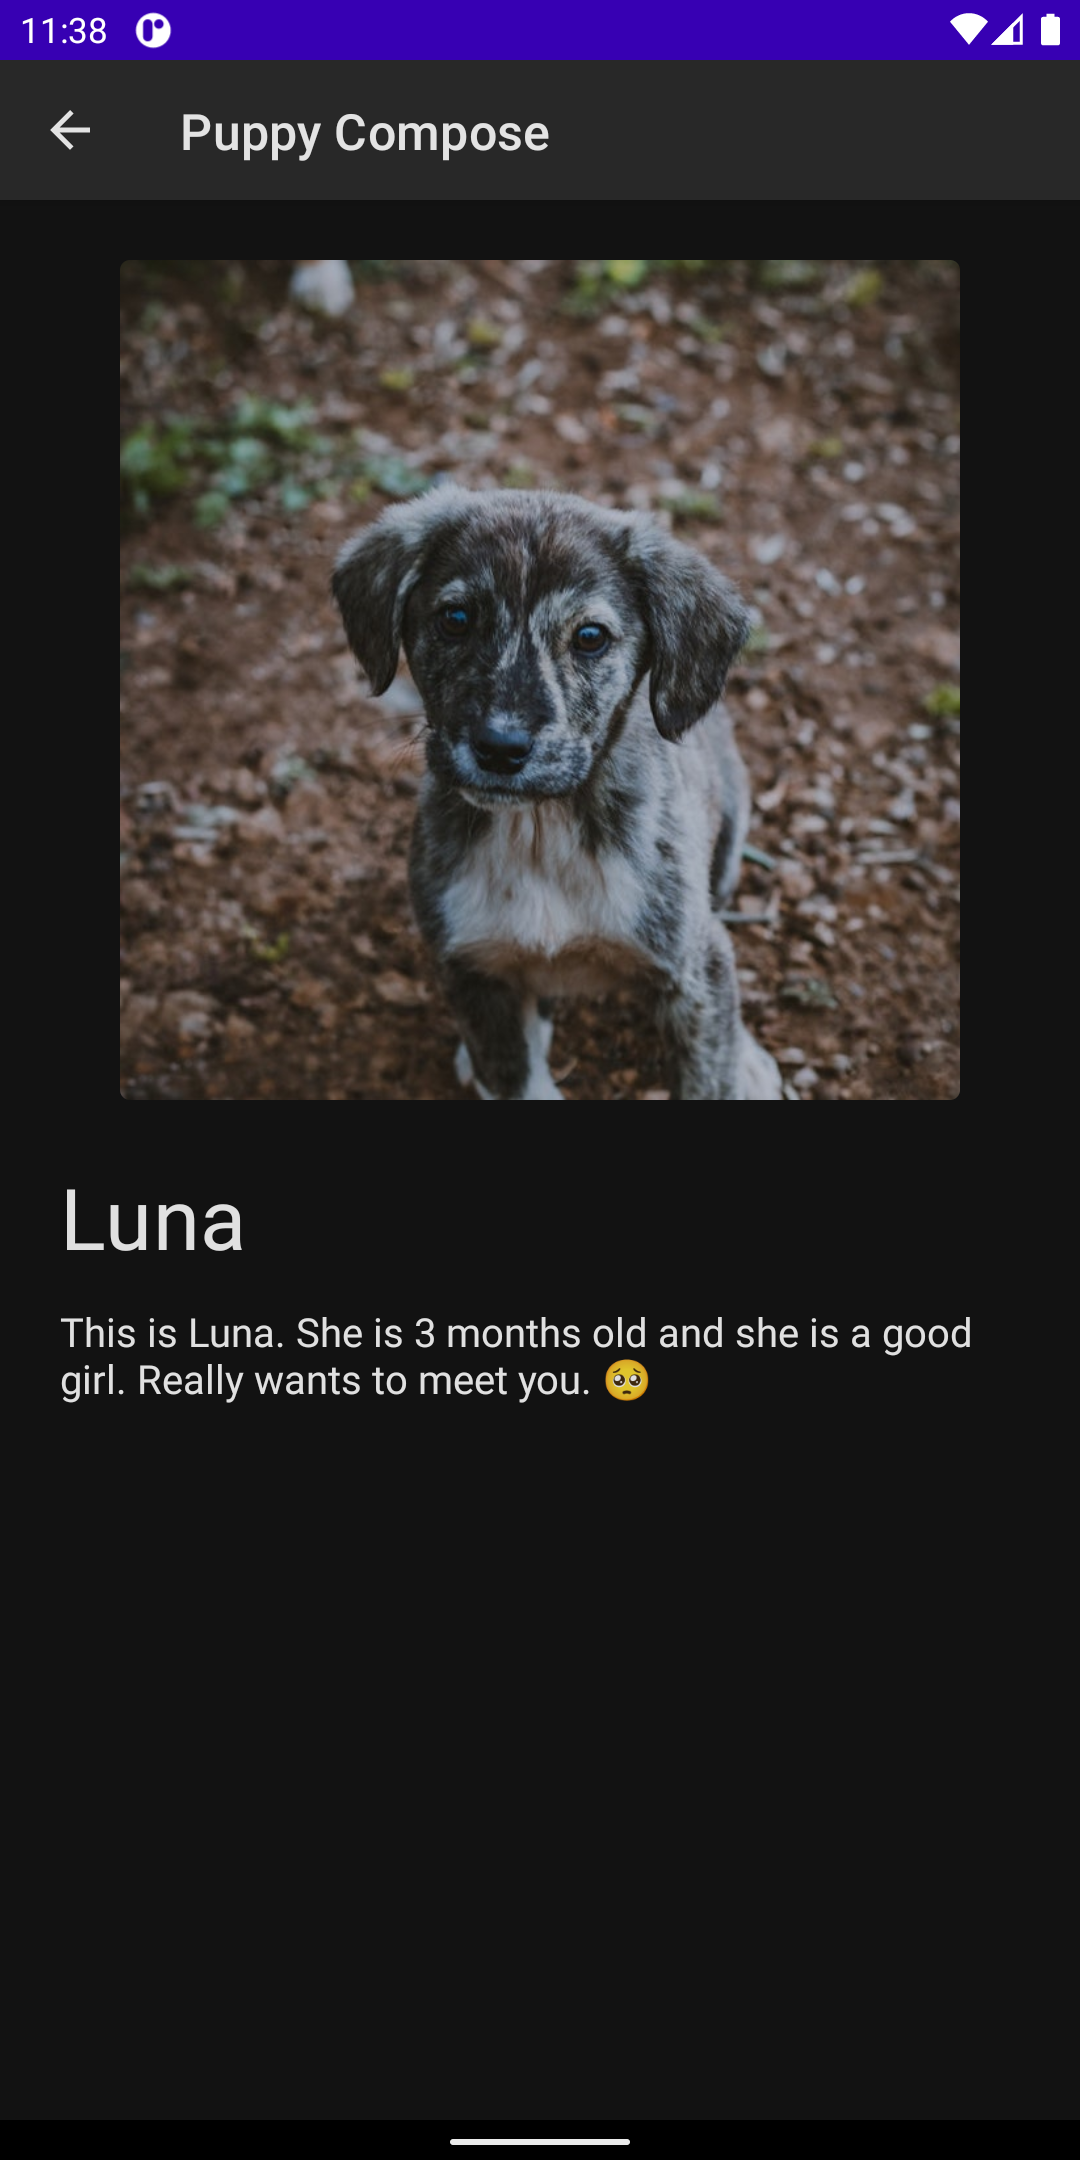 11:38
Puppy Compose
Luna
This is Luna. She is 3 months old and she is a good
girl. Really wants to meet you. 🥺